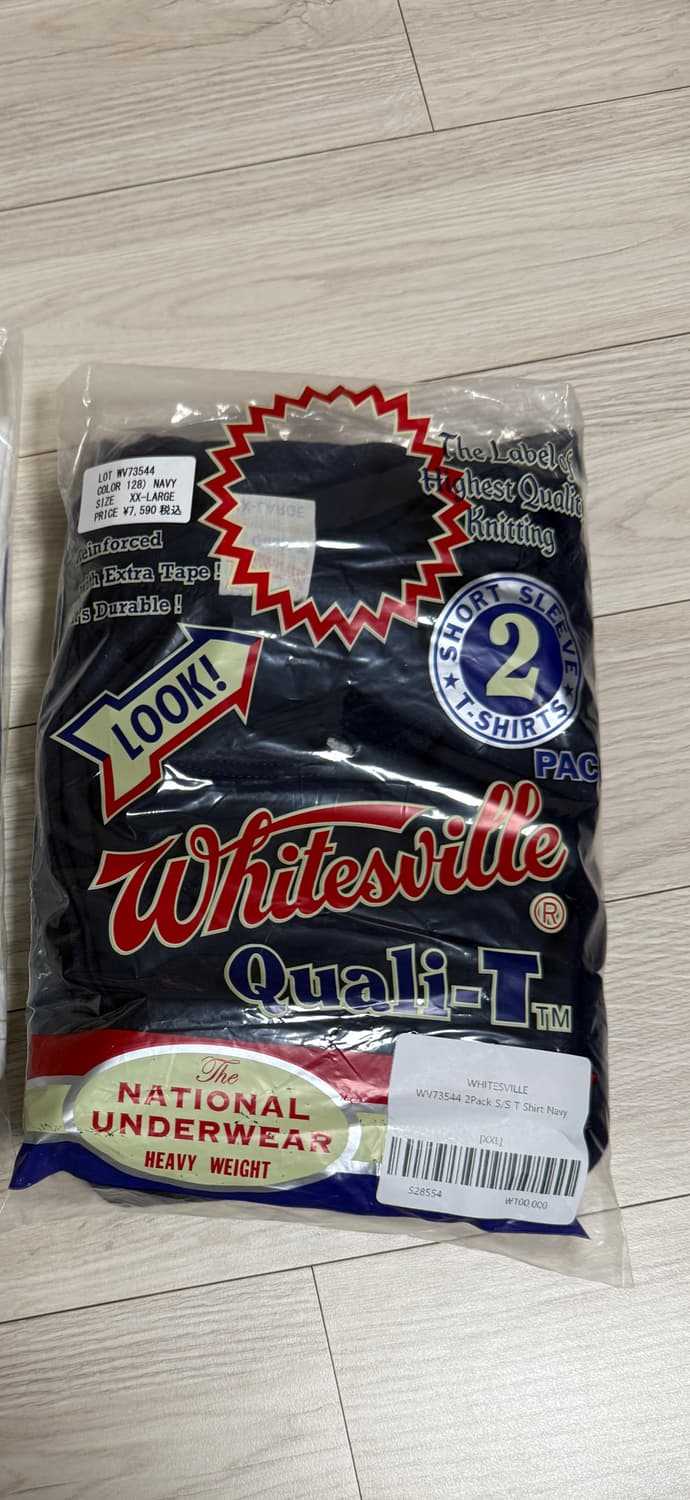 LOT WV73544
COLOR 128) NAVY
SIZE XX-LARGE
PRICE ¥7,590 税込
The Label of
Highest Quality
Knitting
X-LARGE
Reinforced
with Extra Tape!
It's Durable!
SHORT SLEEVE
2
T-SHIRTS
PAC
LOOK!
Whitesville
®
Quali-T TM
The
NATIONAL
UNDERWEAR
HEAVY WEIGHT
WHITESVILLE
WV73544 2Pack S/S T Shirt Navy
[XXL]
S28554
₩100,000